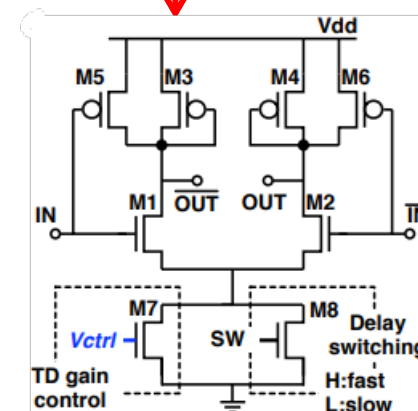 Vdd
M5 M3 M4 M6
M1 OUT OUT M2
IN IN
M7 M8
Vctrl SW Delay
switching
TD gain
control
H:fast
L:slow